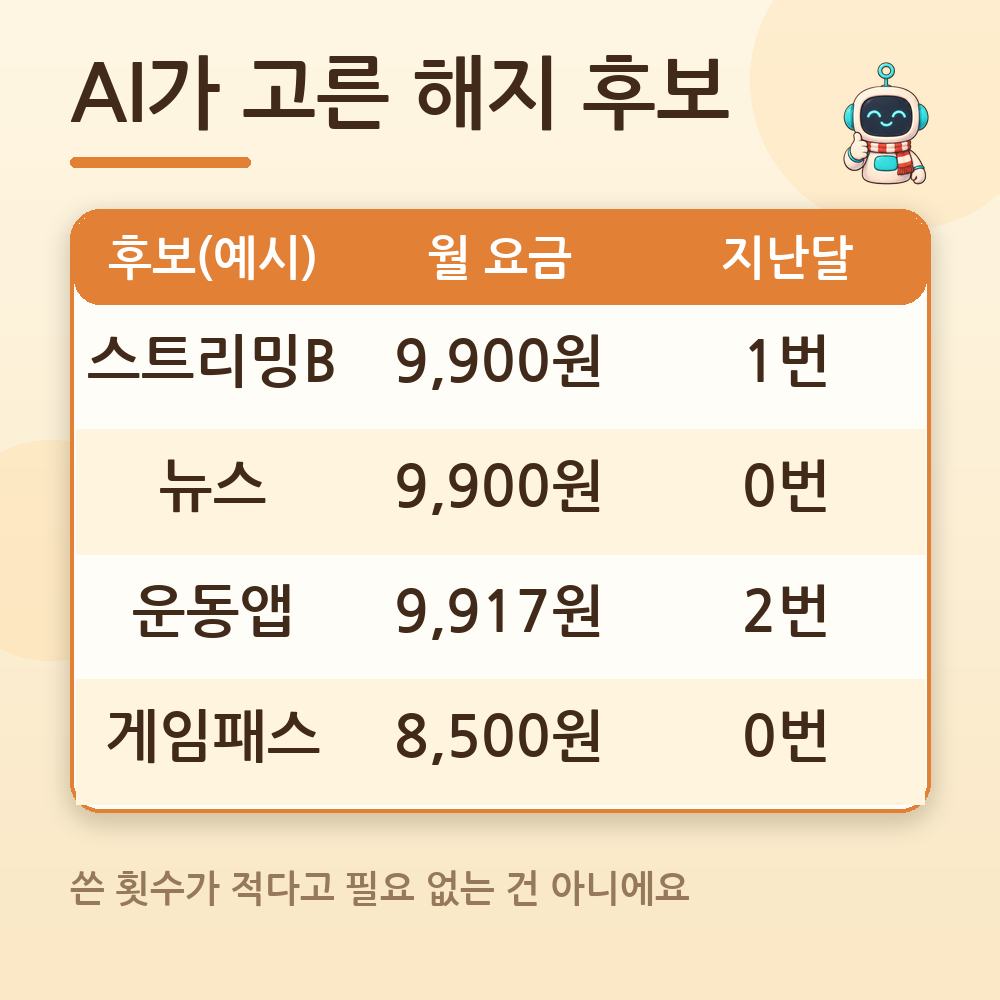 AI가 고른 해지 후보
후보(예시) 월 요금 지난달
스트리밍B 9,900원 1번
뉴스 9,900원 0번
운동앱 9,917원 2번
게임패스 8,500원 0번
쓴 횟수가 적다고 필요 없는 건 아니에요